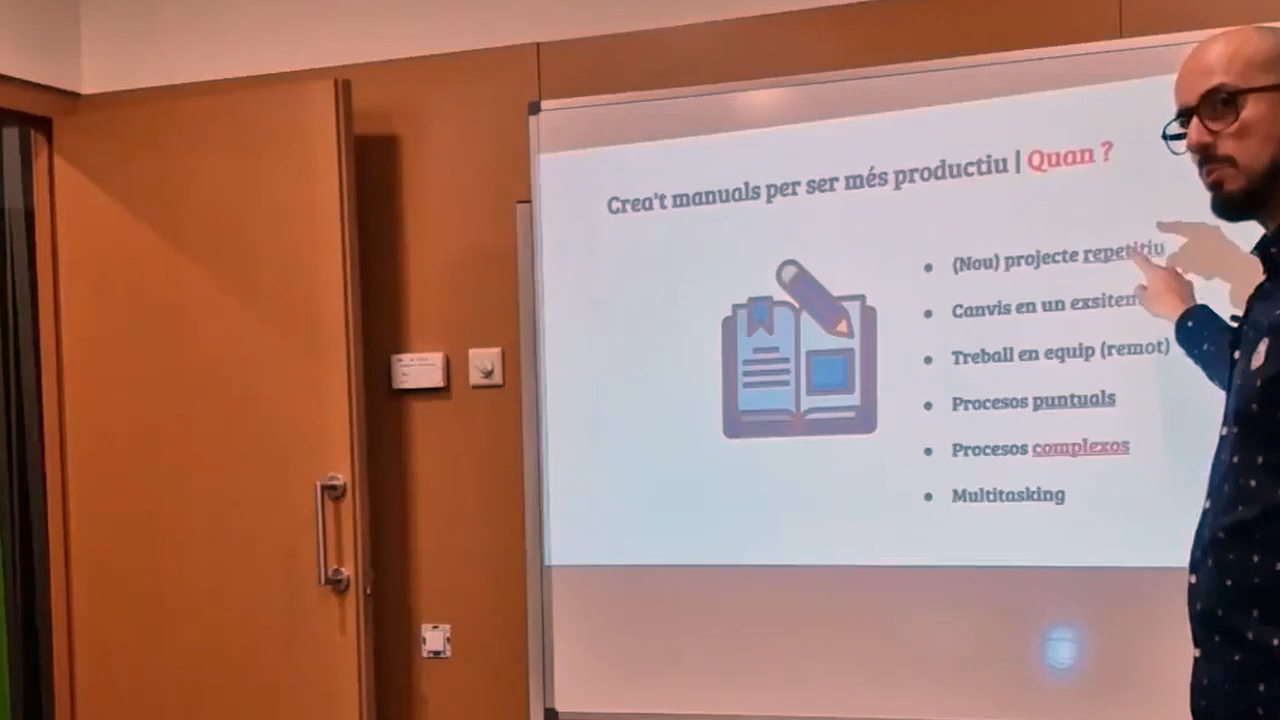 Crea't manuals per ser més productiu | Quan ?
(Nou) projecte repetitiu
Canvis en un exsitent
Treball en equip (remot)
Procesos puntuals
Procesos complexos
Multitasking